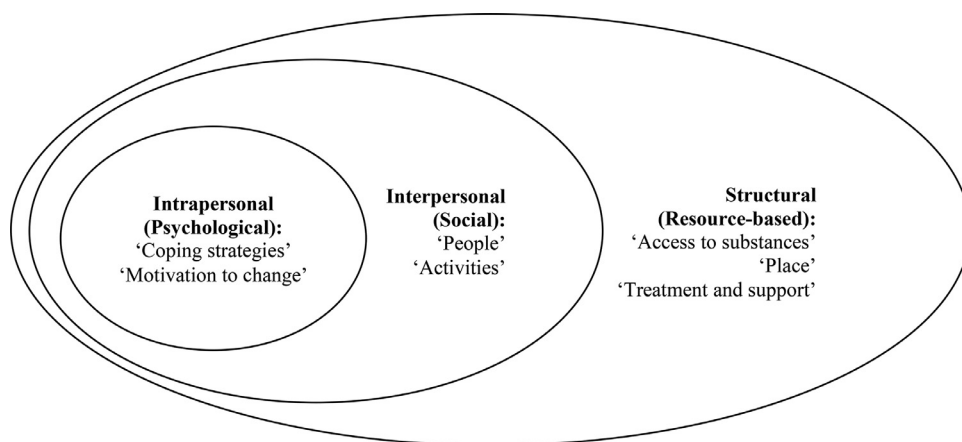 Intrapersonal
(Psychological):
‘Coping strategies’
‘Motivation to change’
Interpersonal
(Social):
‘People’
‘Activities’
Structural
(Resource-based):
‘Access to substances’
‘Place’
‘Treatment and support’